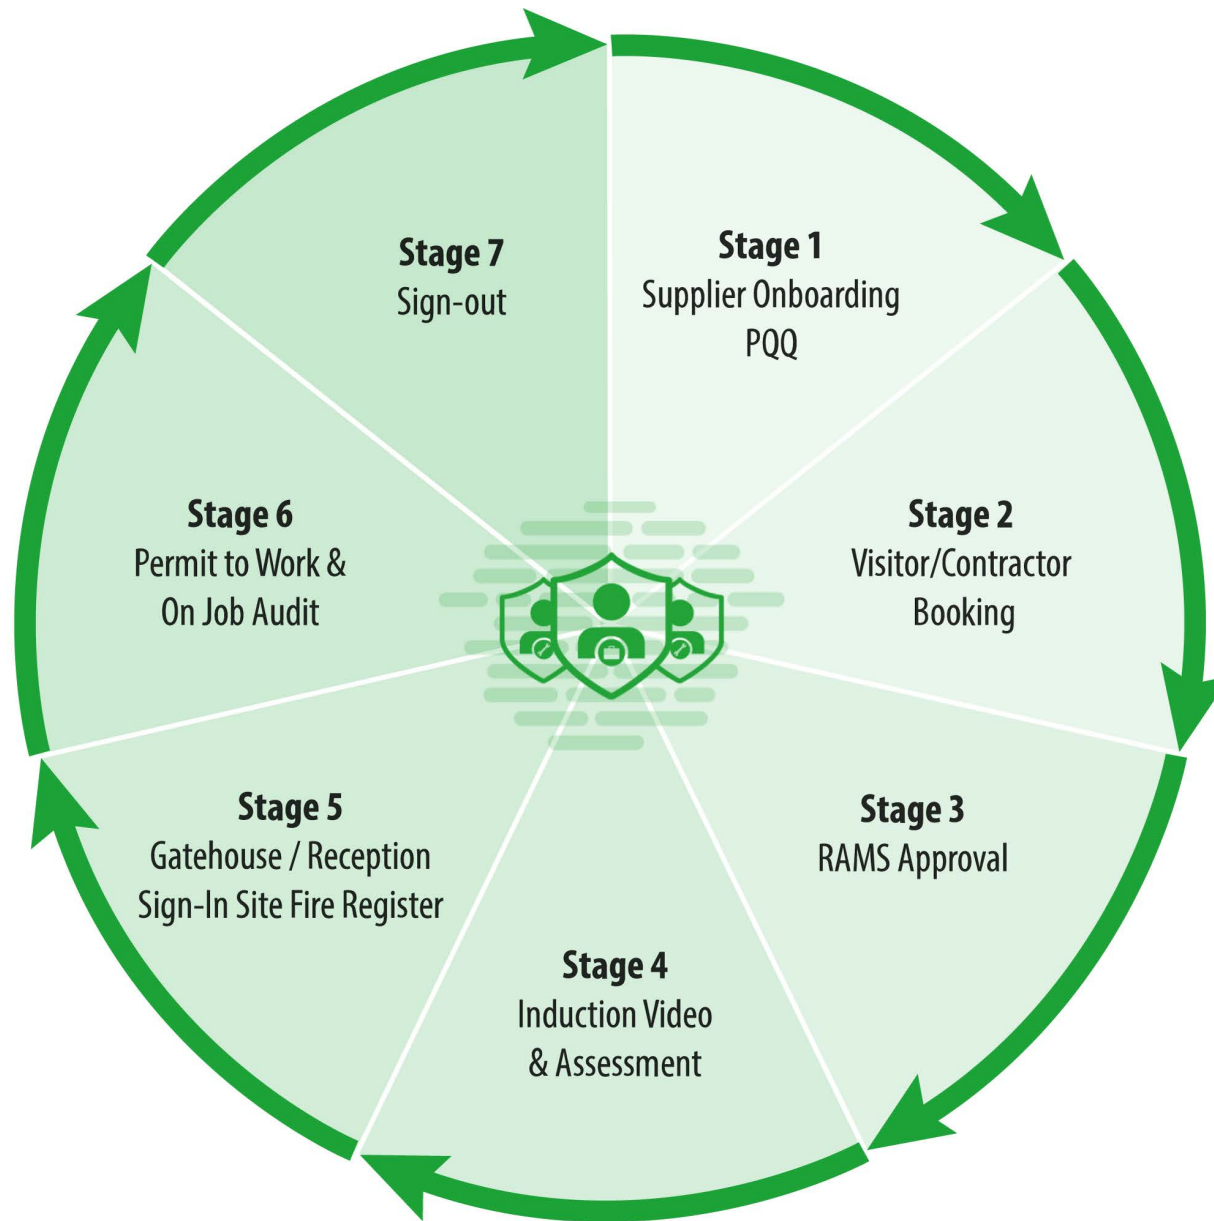 Stage 1
Supplier Onboarding
PQQ
Stage 2
Visitor/Contractor
Booking
Stage 3
RAMS Approval
Stage 4
Induction Video
& Assessment
Stage 5
Gatehouse / Reception
Sign-In Site Fire Register
Stage 6
Permit to Work &
On Job Audit
Stage 7
Sign-out